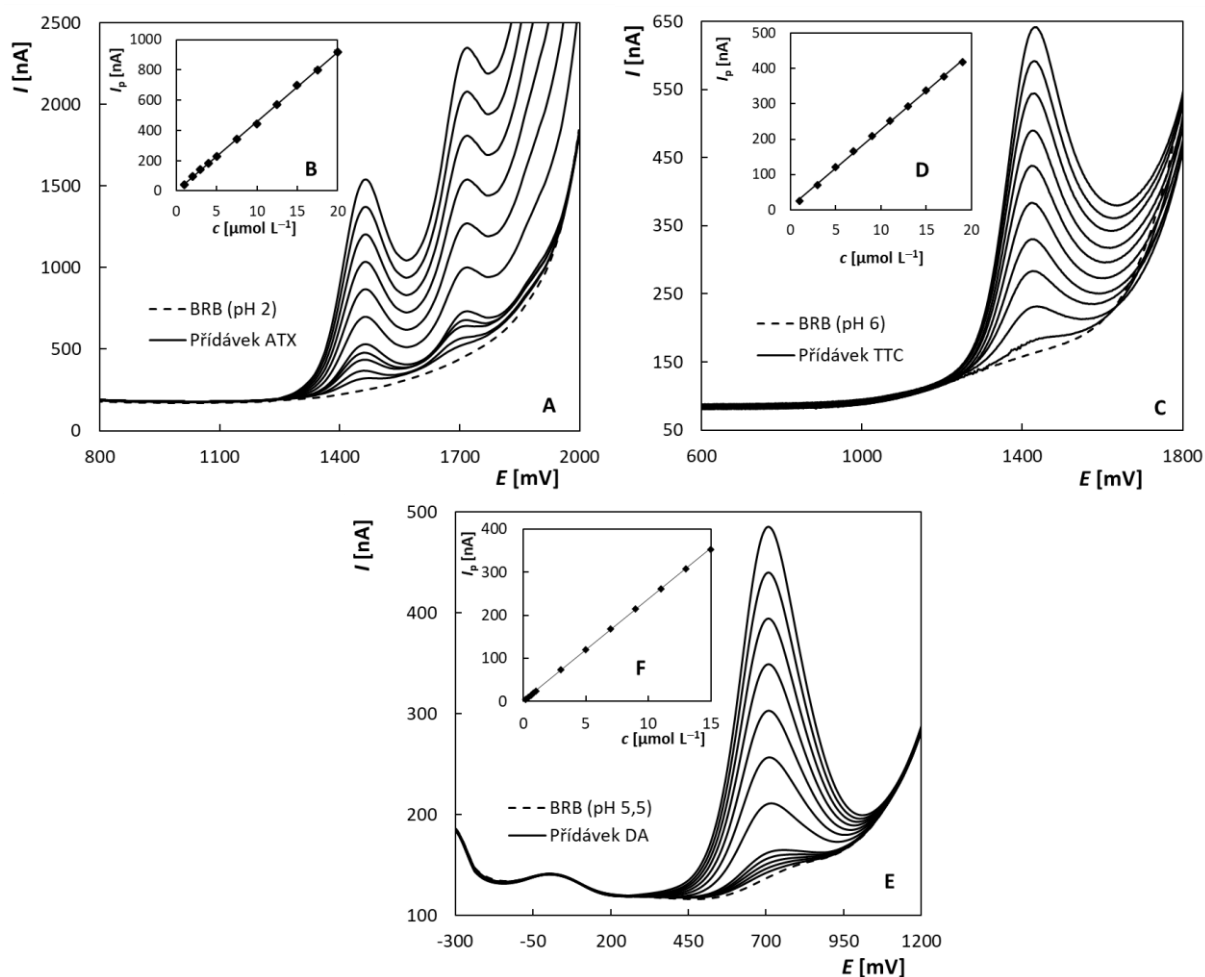 2500
I [nA]
2000
1500
1000
500
0
1000
800
600
400
200
0
Ip [nA]
B
0 5 10 15 20
c [µmol L⁻¹]
BRB (pH 2)
Přídávek ATX
A
800 1100 1400 1700 2000
E [mV]
650
I [nA]
550
450
350
250
150
50
500
400
300
200
100
0
Ip [nA]
D
0 5 10 15 20
c [µmol L⁻¹]
BRB (pH 6)
Přídávek TTC
C
600 1000 1400 1800
E [mV]
500
I [nA]
400
300
200
100
400
300
200
100
0
Ip [nA]
F
0 5 10 15
c [µmol L⁻¹]
BRB (pH 5,5)
Přídávek DA
E
-300 -50 200 450 700 950 1200
E [mV]